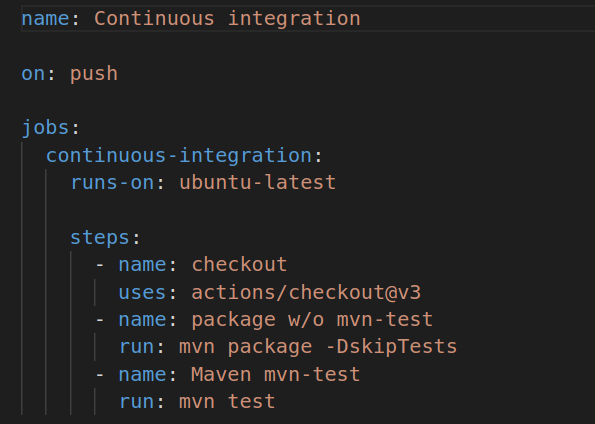 name: Continuous integration
on: push
jobs:
continuous-integration:
runs-on: ubuntu-latest
steps:
- name: checkout
uses: actions/checkout@v3
- name: package w/o mvn-test
run: mvn package -DskipTests
- name: Maven mvn-test
run: mvn test